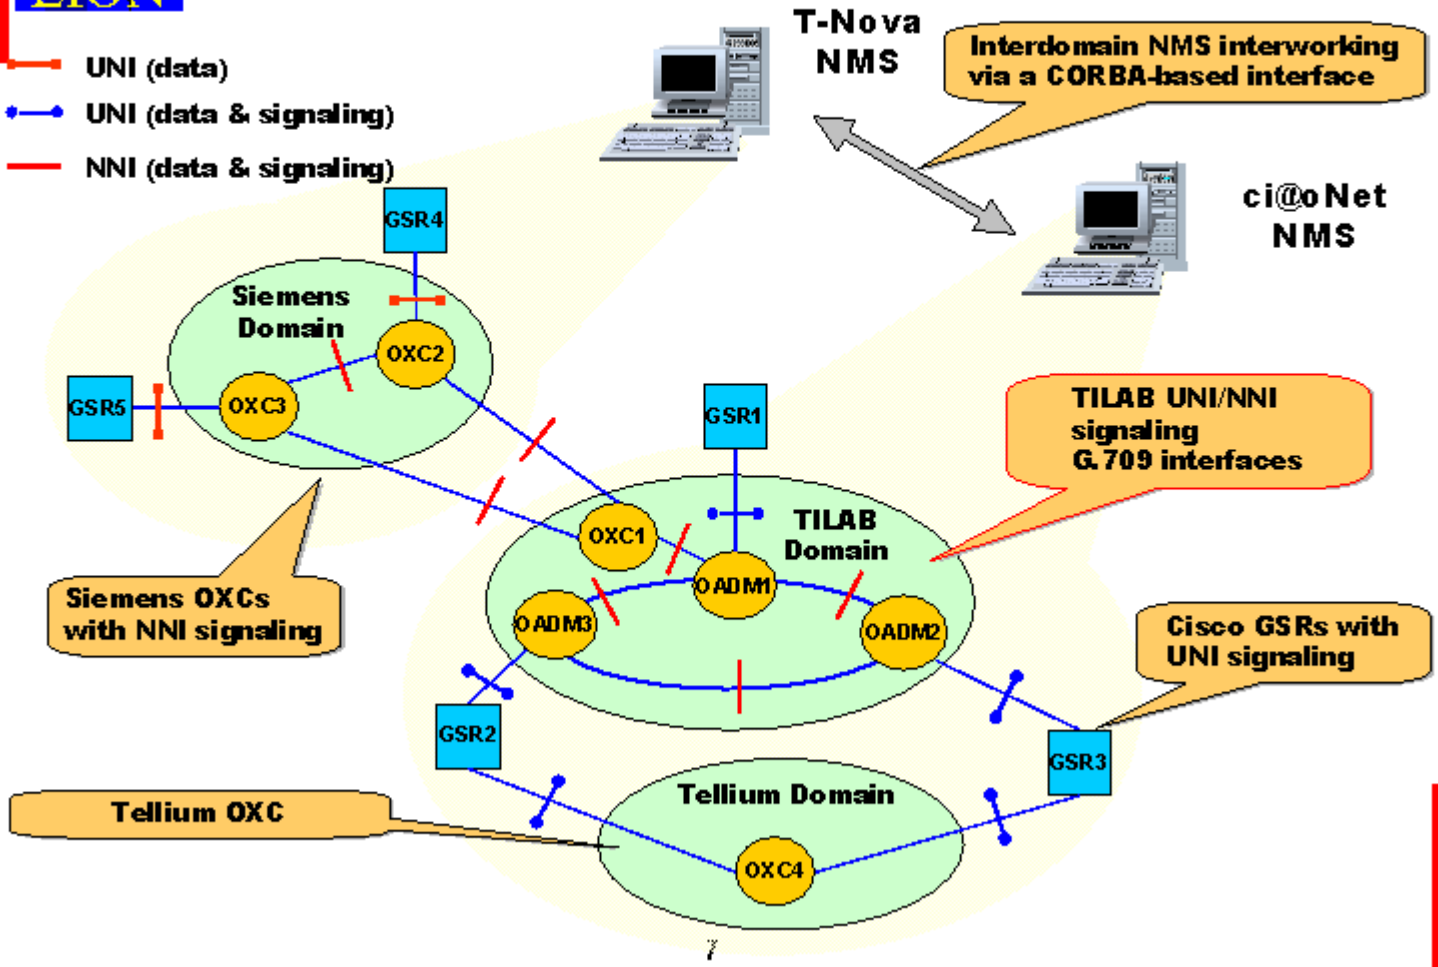 LION
UNI (data)
UNI (data & signaling)
NNI (data & signaling)
T-Nova
NMS
Interdomain NMS interworking
via a CORBA-based interface
ci@oNet
NMS
GSR4
Siemens
Domain
OXC2
GSR5
OXC3
GSR1
TILAB UNI/NNI
signaling
G.709 interfaces
OXC1
TILAB
Domain
OADM1
OADM3
OADM2
Siemens OXCs
with NNI signaling
Cisco GSRs with
UNI signaling
GSR2
GSR3
Tellium Domain
Tellium OXC
OXC4
7